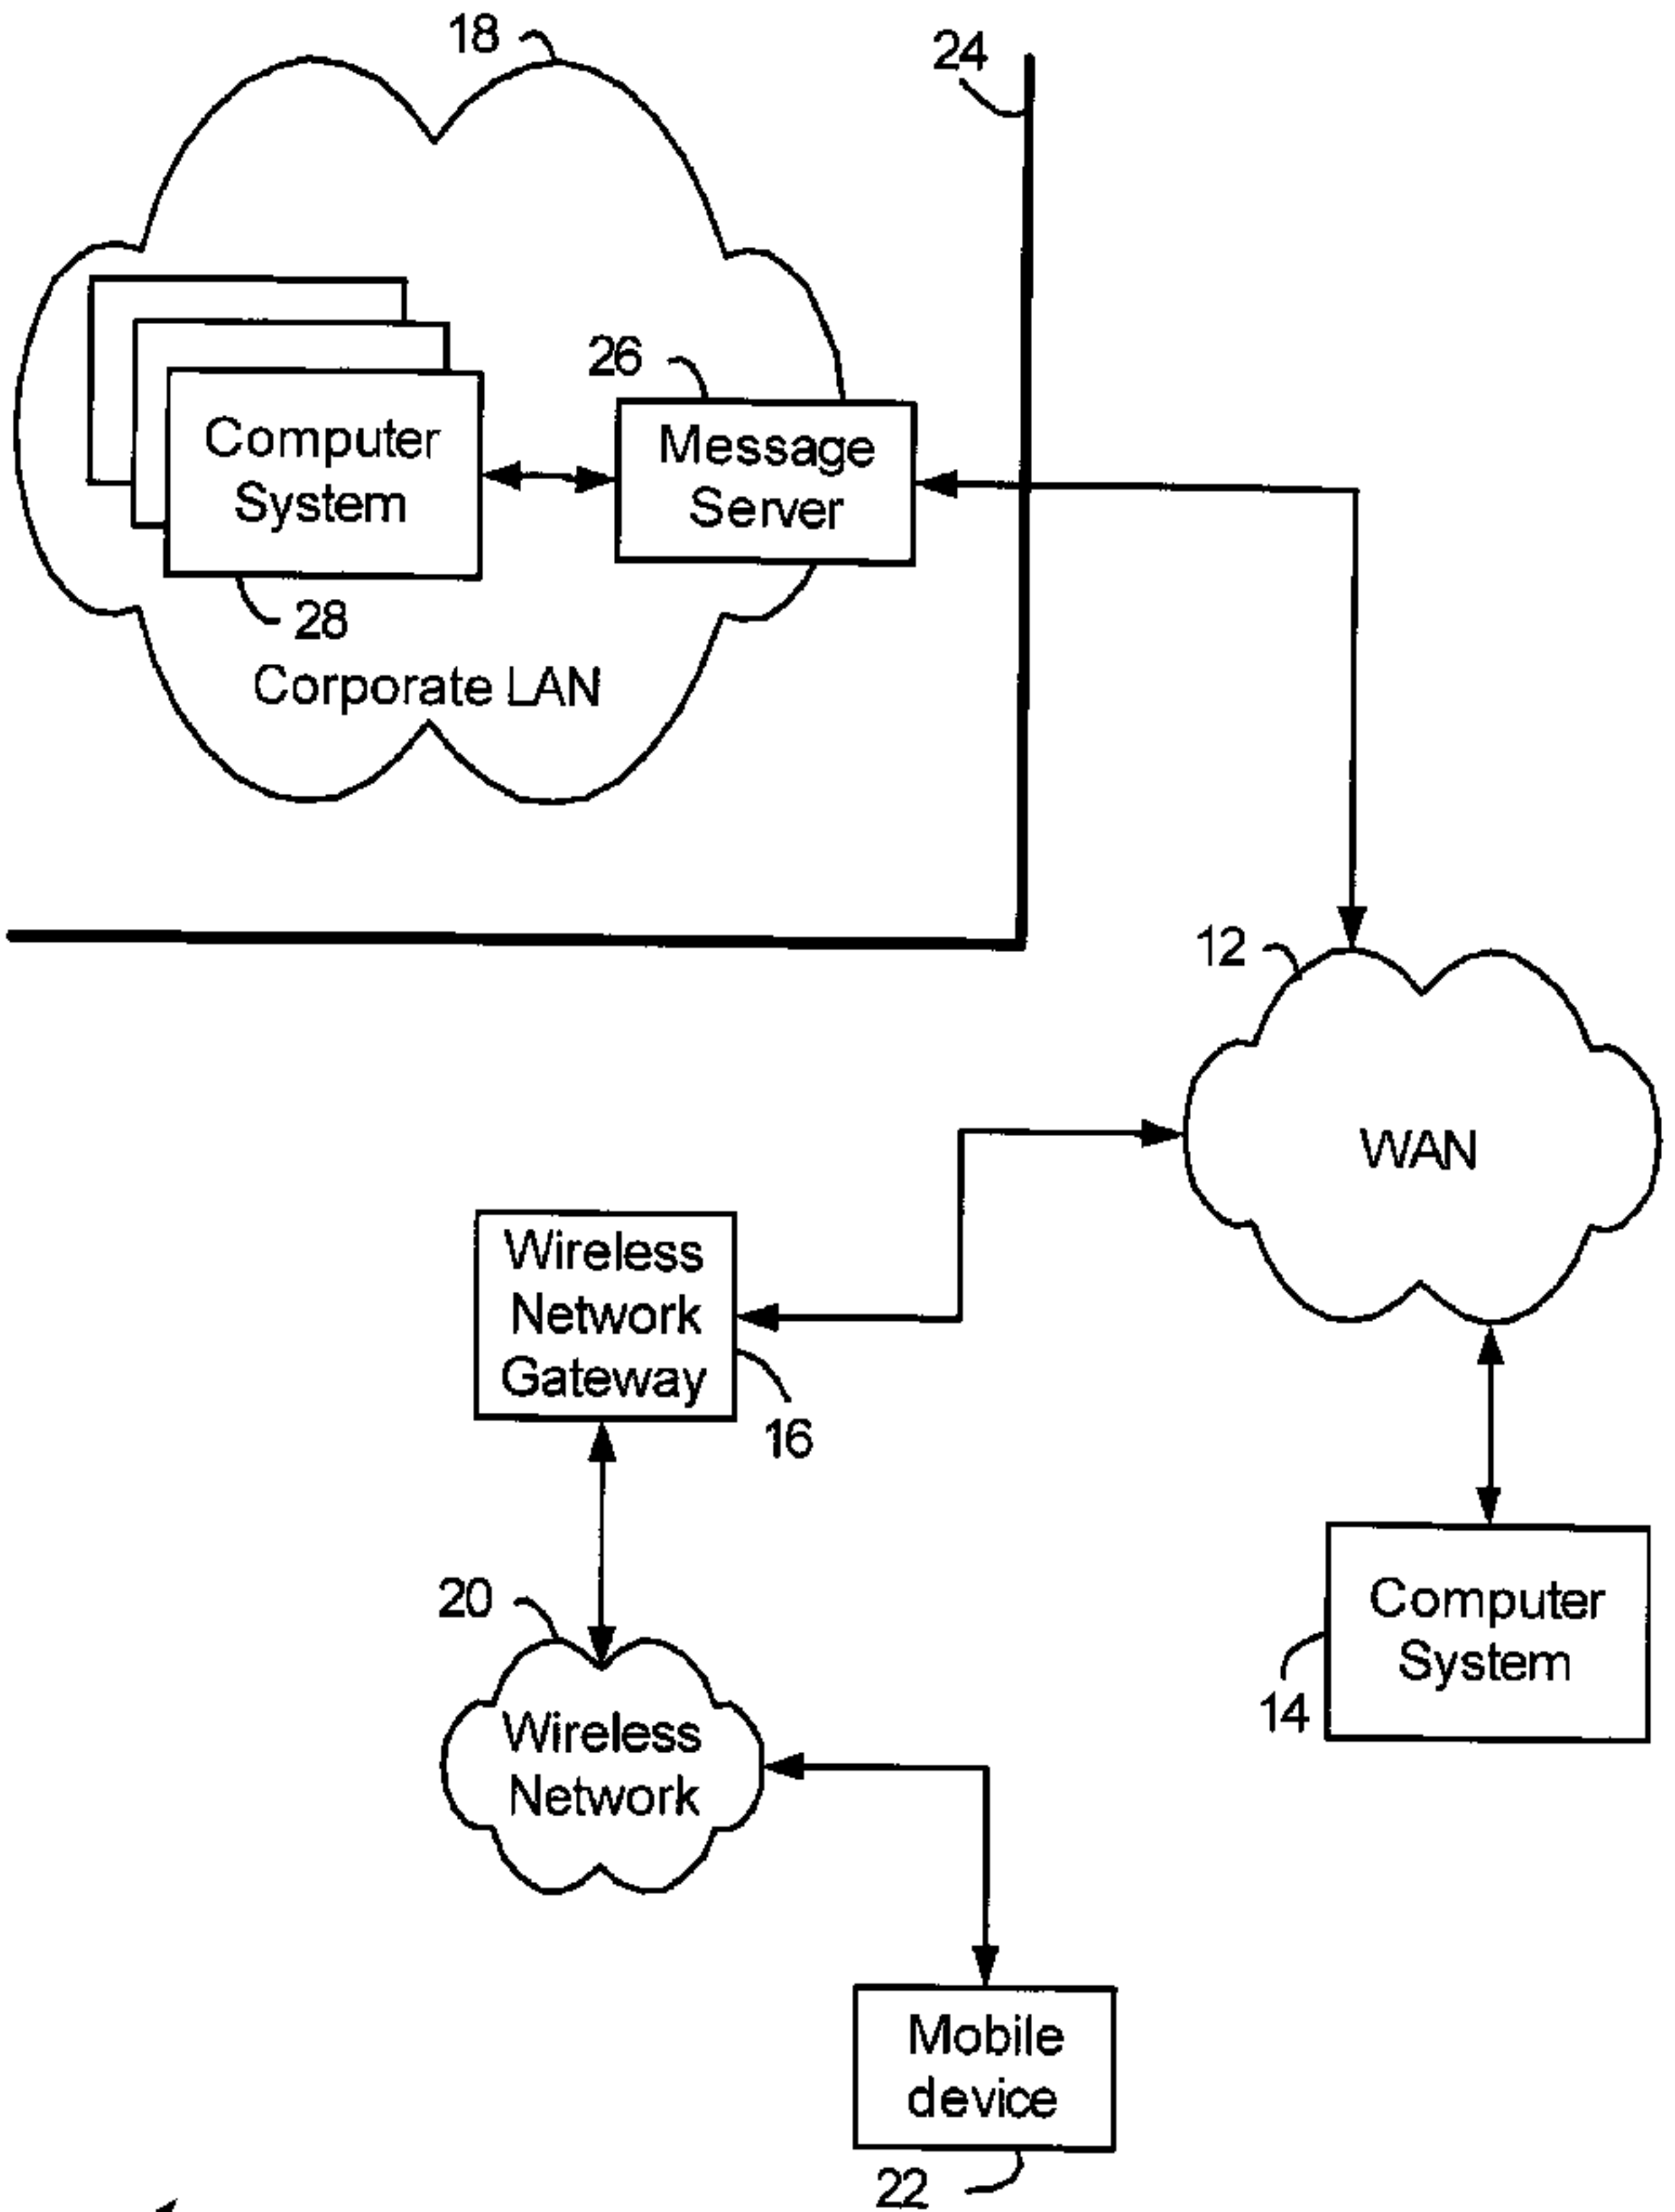 18
24
26
Computer
System
Message
Server
28
Corporate LAN
12
WAN
Wireless
Network
Gateway
16
20
Computer
System
14
Wireless
Network
Mobile
device
22